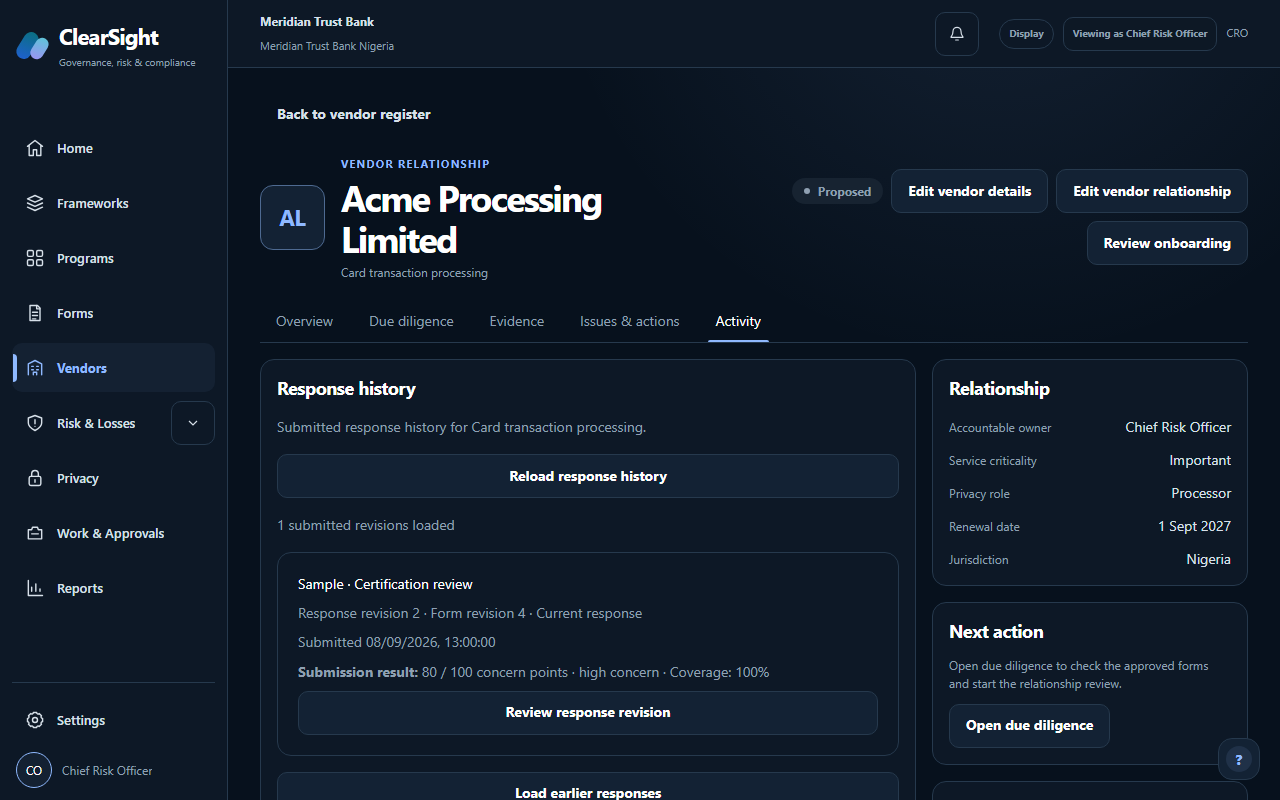 ClearSight
Governance, risk & compliance
Home
Frameworks
Programs
Forms
Vendors
Risk & Losses
Privacy
Work & Approvals
Reports
Settings
CO
Chief Risk Officer
Meridian Trust Bank
Meridian Trust Bank Nigeria
Display
Viewing as Chief Risk Officer
CRO
Back to vendor register
AL
VENDOR RELATIONSHIP
Acme Processing
Limited
Card transaction processing
Proposed
Edit vendor details
Edit vendor relationship
Review onboarding
Overview
Due diligence
Evidence
Issues & actions
Activity
Response history
Submitted response history for Card transaction processing.
Reload response history
1 submitted revisions loaded
Sample · Certification review
Response revision 2 · Form revision 4 · Current response
Submitted 08/09/2026, 13:00:00
Submission result: 80 / 100 concern points · high concern · Coverage: 100%
Review response revision
Load earlier responses
Relationship
Accountable owner Chief Risk Officer
Service criticality Important
Privacy role Processor
Renewal date 1 Sept 2027
Jurisdiction Nigeria
Next action
Open due diligence to check the approved forms
and start the relationship review.
Open due diligence
?